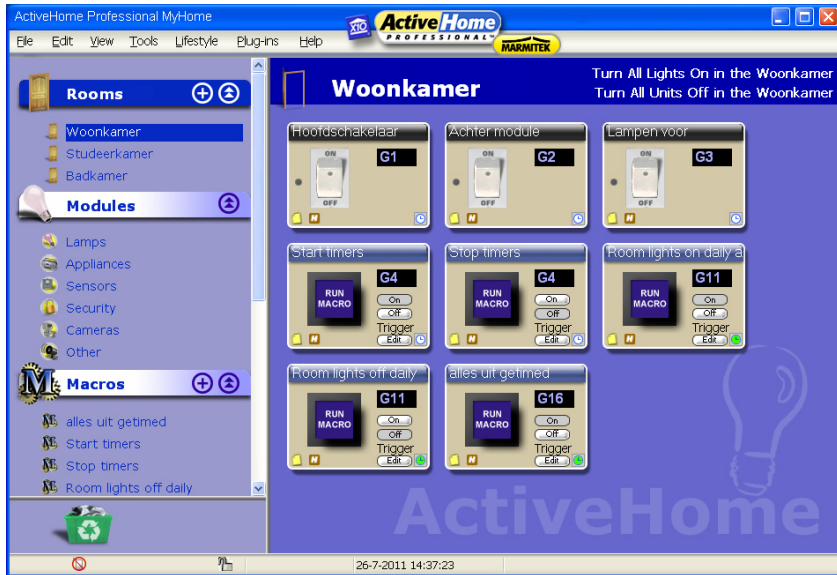 ActiveHome Professional MyHome
X10 ActiveHome
PROFESSIONAL
MARMITEK
File Edit View Tools Lifestyle Plug-ins Help
Rooms
Woonkamer
Studeerkamer
Badkamer
Modules
Lamps
Appliances
Sensors
Security
Cameras
Other
Macros
alles uit getimed
Start timers
Stop timers
Room lights off daily
Woonkamer
Turn All Lights On in the Woonkamer
Turn All Units Off in the Woonkamer
Hoofdschakelaar
ON
G1
OFF
Achter module
ON
G2
OFF
Lampen voor
ON
G3
OFF
Start timers
G4
RUN
MACRO
On
Off
Trigger
Edit
Stop timers
G4
RUN
MACRO
On
Off
Trigger
Edit
Room lights on daily a
G11
RUN
MACRO
On
Off
Trigger
Edit
Room lights off daily
G11
RUN
MACRO
On
Off
Trigger
Edit
alles uit getimed
G16
RUN
MACRO
On
Off
Trigger
Edit
ActiveHome
26-7-2011 14:37:23